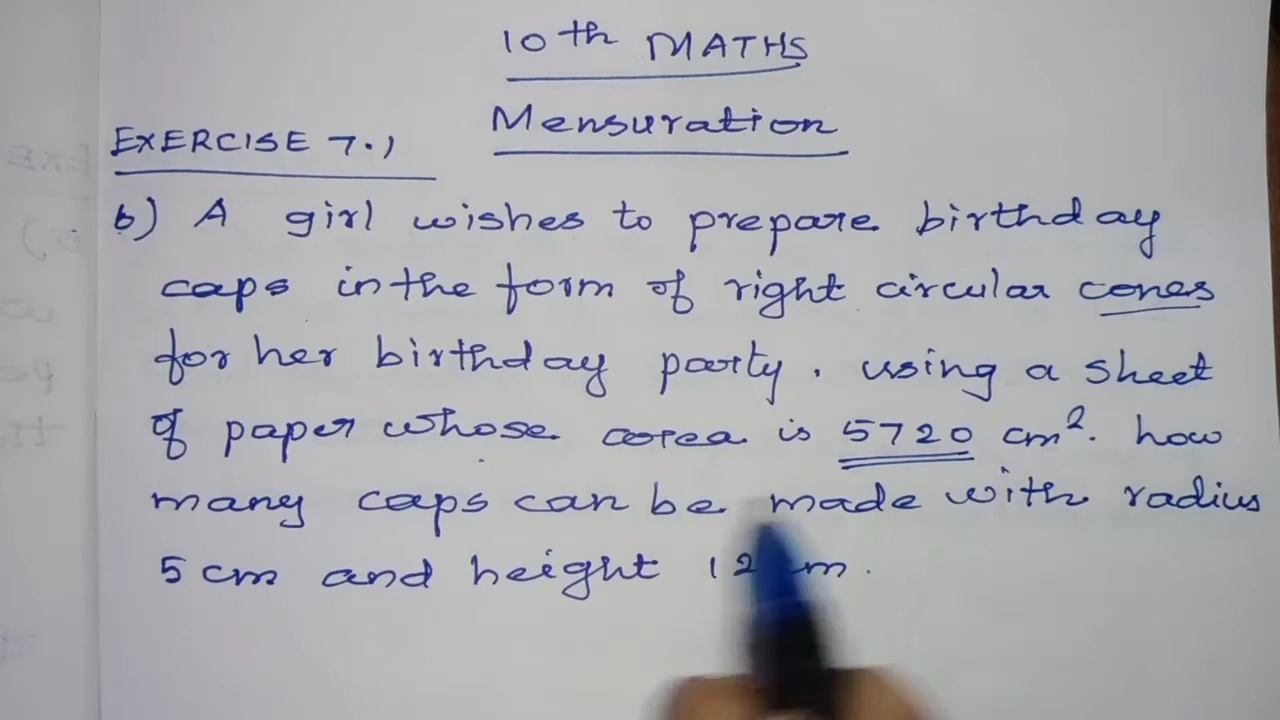 10th MATHS
Mensuration
EXERCISE 7.1
6) A girl wishes to prepare birthday
caps in the form of right circular cones
for her birthday party. using a sheet
of paper whose area is 5720 cm². how
many caps can be made with radius
5 cm and height 12 cm.